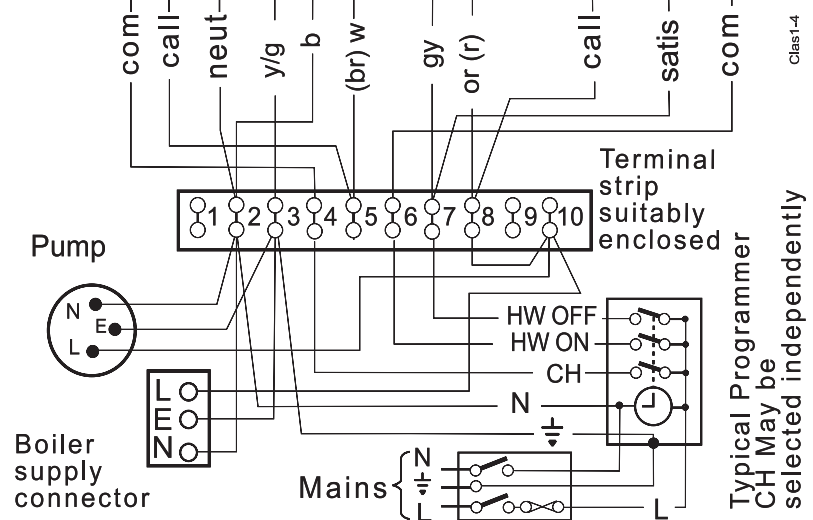 com
call
neut
y/g
b
(br) w
gy
or (r)
call
satis
com
Clas1-4
Terminal
strip
suitably
enclosed
1 2 3 4 5 6 7 8 9 10
Pump
N
E
L
HW OFF
HW ON
CH
N
L
E
N
Boiler
supply
connector
Mains
N
L
L
Typical Programmer
CH May be
selected independently